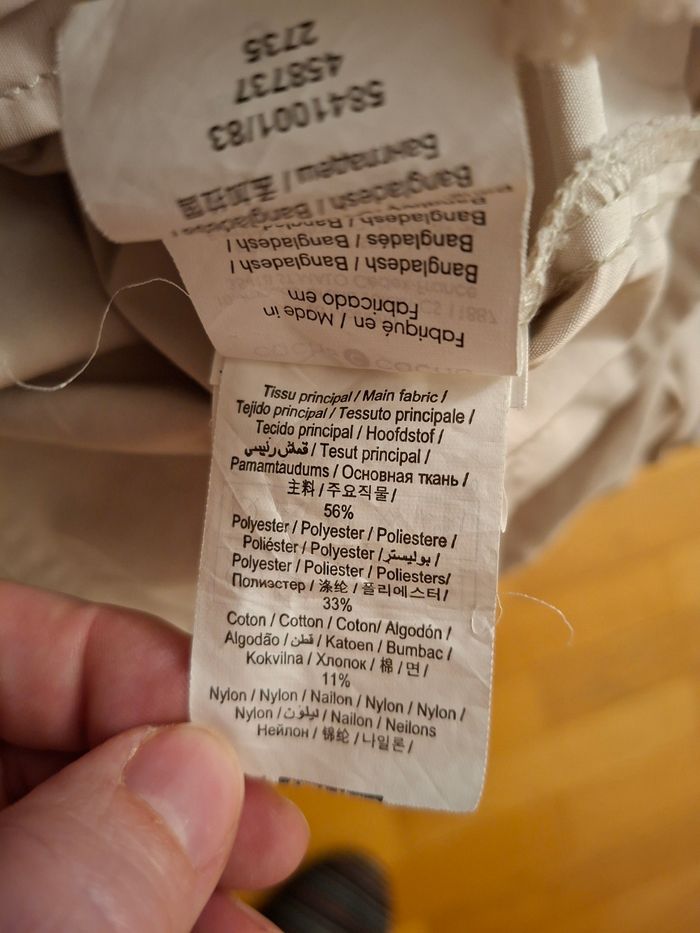 2735
458737
5841001/83
Бангладеш / 孟加拉国
Bangladesh / Bangladesh /
Bangladesh / Bangladesh /
Bangladesh / Bangladés /
Bangladesh / Bangladesh /
Fabricado em
Fabriqué en / Made in
Tissu principal / Main fabric /
Tejido principal / Tessuto principale /
Tecido principal / Hoofdstof /
قماش رئيسي / Tesut principal /
Pamamtaudums / Основная ткань /
主料 / 주요직물 /
56%
Polyester / Polyester / Poliestere /
Poliéster / Polyester / بوليستر /
Polyester / Poliester / Poliesters/
Полиэстер / 涤纶 / 폴리에스터/
33%
Coton / Cotton / Coton/ Algodón /
Algodão / قطن / Katoen / Bumbac /
Kokvilna / Хлопок / 棉 / 면 /
11%
Nylon / Nylon / Nailon / Nylon / Nylon /
Nylon / نيلون / Nailon / Neilons
Нейлон / 锦纶 / 나일론 /